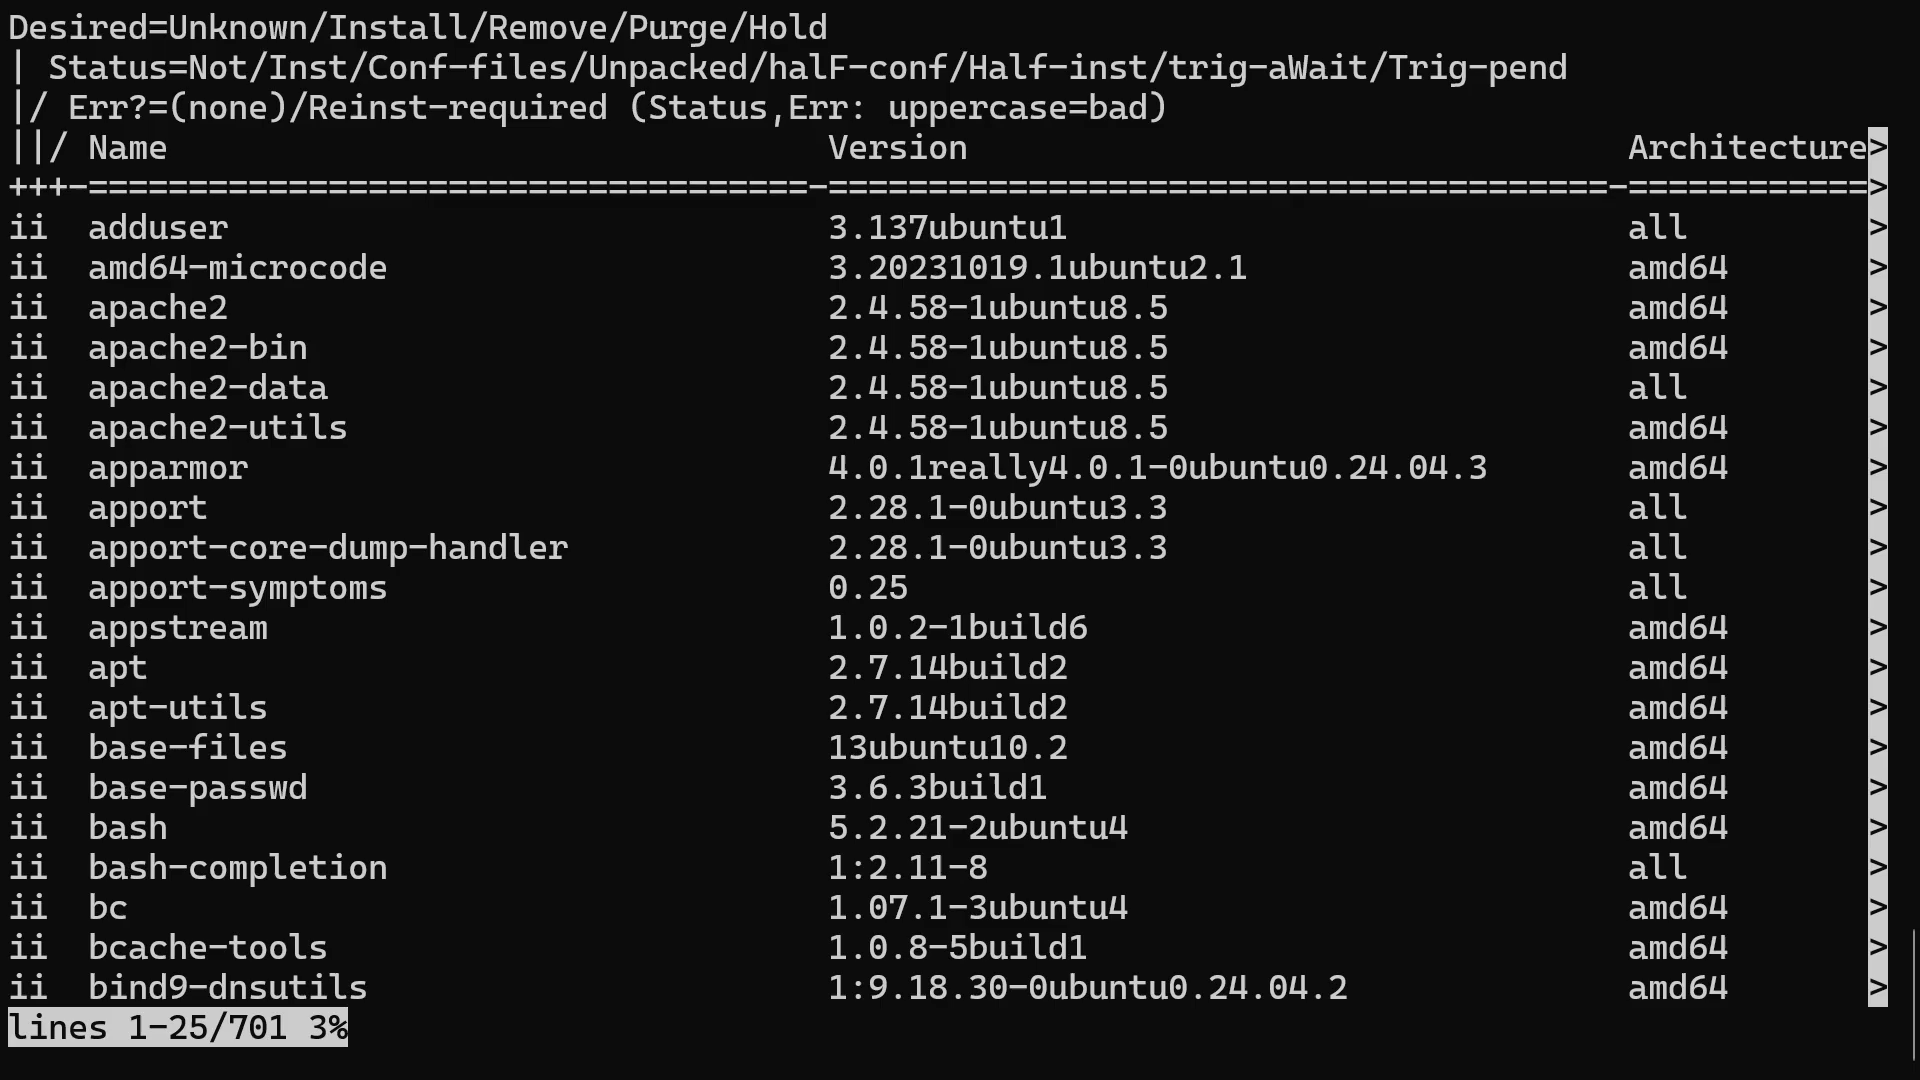 Desired=Unknown/Install/Remove/Purge/Hold
| Status=Not/Inst/Conf-files/Unpacked/halF-conf/Half-inst/trig-aWait/Trig-pend
|/ Err?=(none)/Reinst-required (Status,Err: uppercase=bad)
||/ Name                                 Version                                 Architecture>
+++-====================================-=======================================-============>
ii  adduser                              3.137ubuntu1                            all         >
ii  amd64-microcode                      3.20231019.1ubuntu2.1                   amd64       >
ii  apache2                              2.4.58-1ubuntu8.5                       amd64       >
ii  apache2-bin                          2.4.58-1ubuntu8.5                       amd64       >
ii  apache2-data                         2.4.58-1ubuntu8.5                       all         >
ii  apache2-utils                        2.4.58-1ubuntu8.5                       amd64       >
ii  apparmor                             4.0.1really4.0.1-0ubuntu0.24.04.3       amd64       >
ii  apport                               2.28.1-0ubuntu3.3                       all         >
ii  apport-core-dump-handler             2.28.1-0ubuntu3.3                       all         >
ii  apport-symptoms                      0.25                                    all         >
ii  appstream                            1.0.2-1build6                           amd64       >
ii  apt                                  2.7.14build2                            amd64       >
ii  apt-utils                            2.7.14build2                            amd64       >
ii  base-files                           13ubuntu10.2                            amd64       >
ii  base-passwd                          3.6.3build1                             amd64       >
ii  bash                                 5.2.21-2ubuntu4                         amd64       >
ii  bash-completion                      1:2.11-8                                all         >
ii  bc                                   1.07.1-3ubuntu4                         amd64       >
ii  bcache-tools                         1.0.8-5build1                           amd64       >
ii  bind9-dnsutils                       1:9.18.30-0ubuntu0.24.04.2              amd64       >
lines 1-25/701 3%